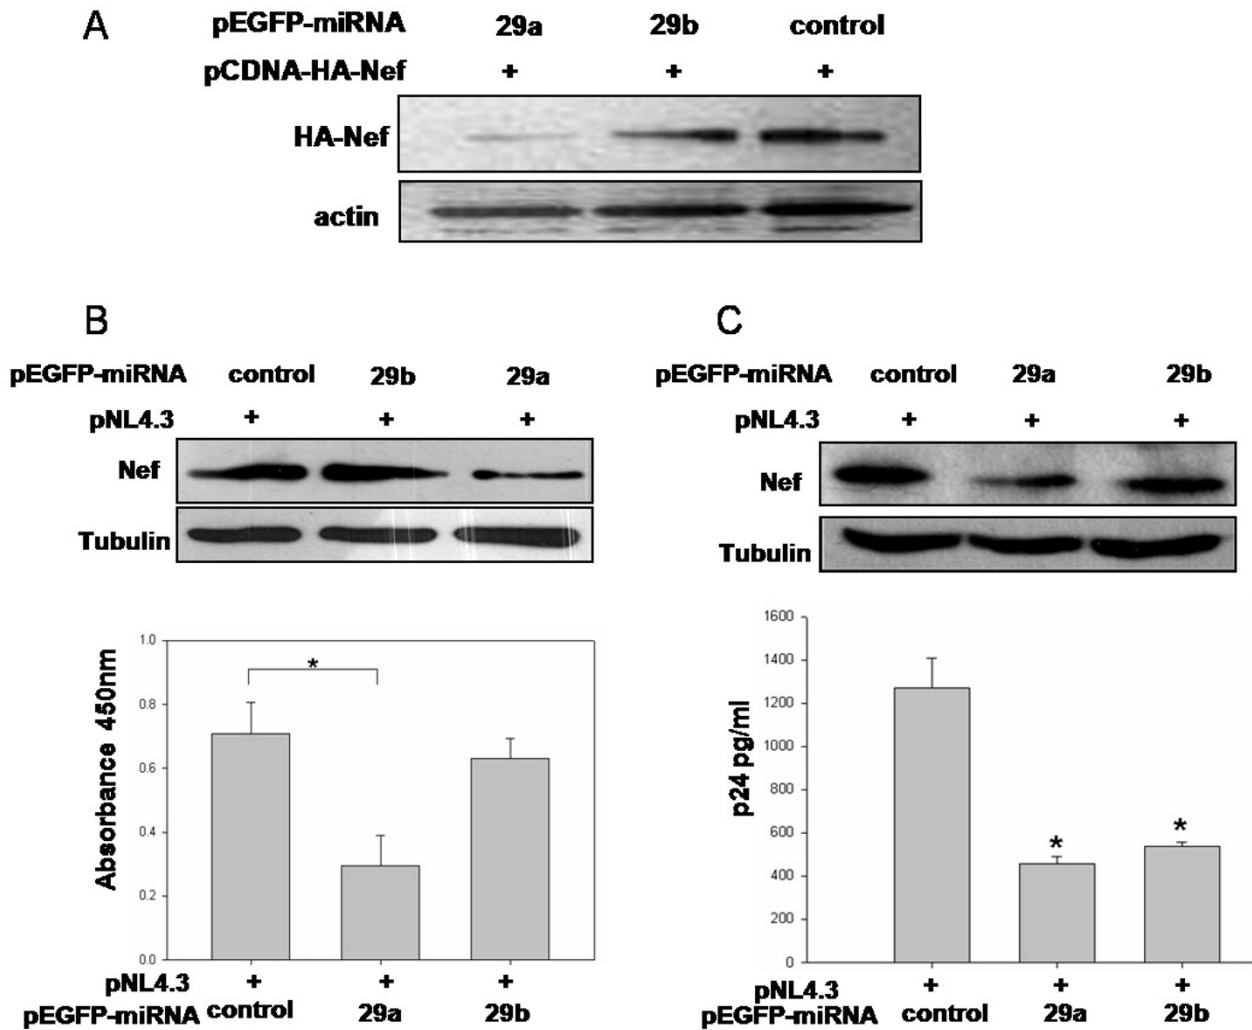 A
pEGFP-miRNA 29a 29b control
pCDNA-HA-Nef + + +
HA-Nef
actin
B
pEGFP-miRNA control 29b 29a
pNL4.3 + + +
Nef
Tubulin
1.0
0.8
0.6
0.4
0.2
0.0
Absorbance 450nm
*
pNL4.3 + + +
pEGFP-miRNA control 29a 29b
C
pEGFP-miRNA control 29a 29b
pNL4.3 + + +
Nef
Tubulin
1600
1400
1200
1000
800
600
400
200
0
p24 pg/ml
* *
pNL4.3 + + +
pEGFP-miRNA control 29a 29b